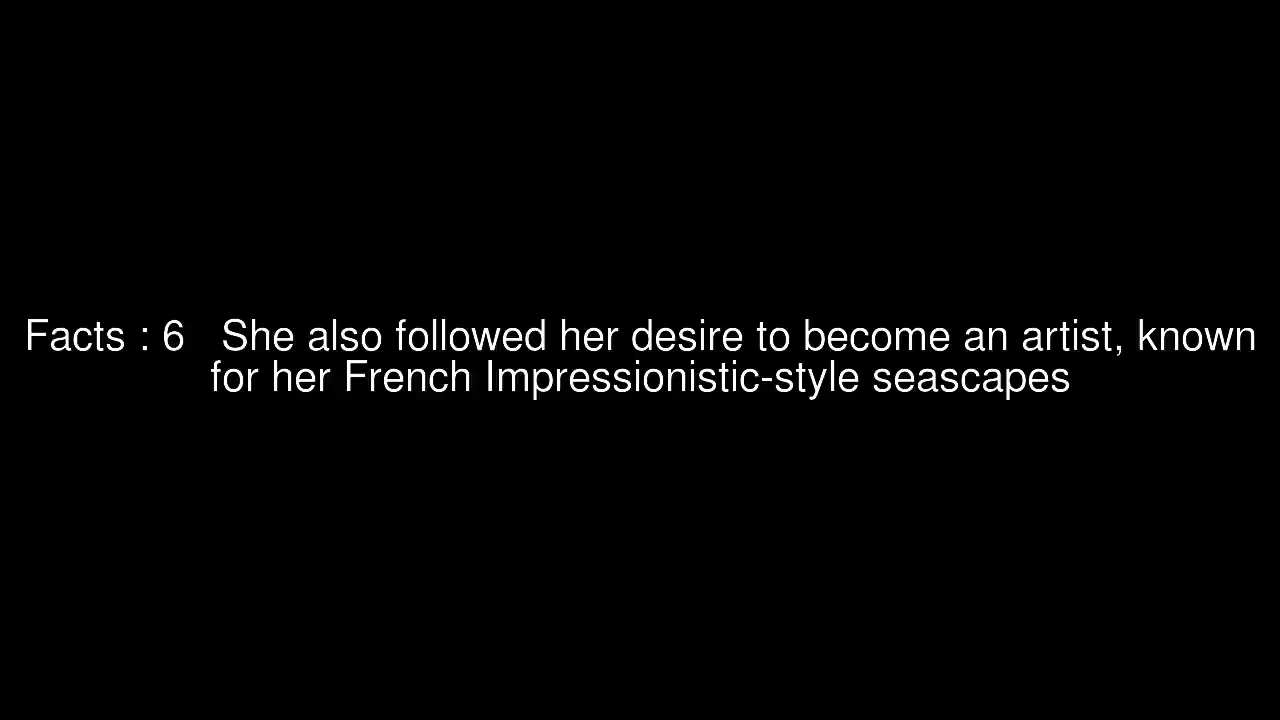 Facts : 6   She also followed her desire to become an artist, known
for her French Impressionistic-style seascapes